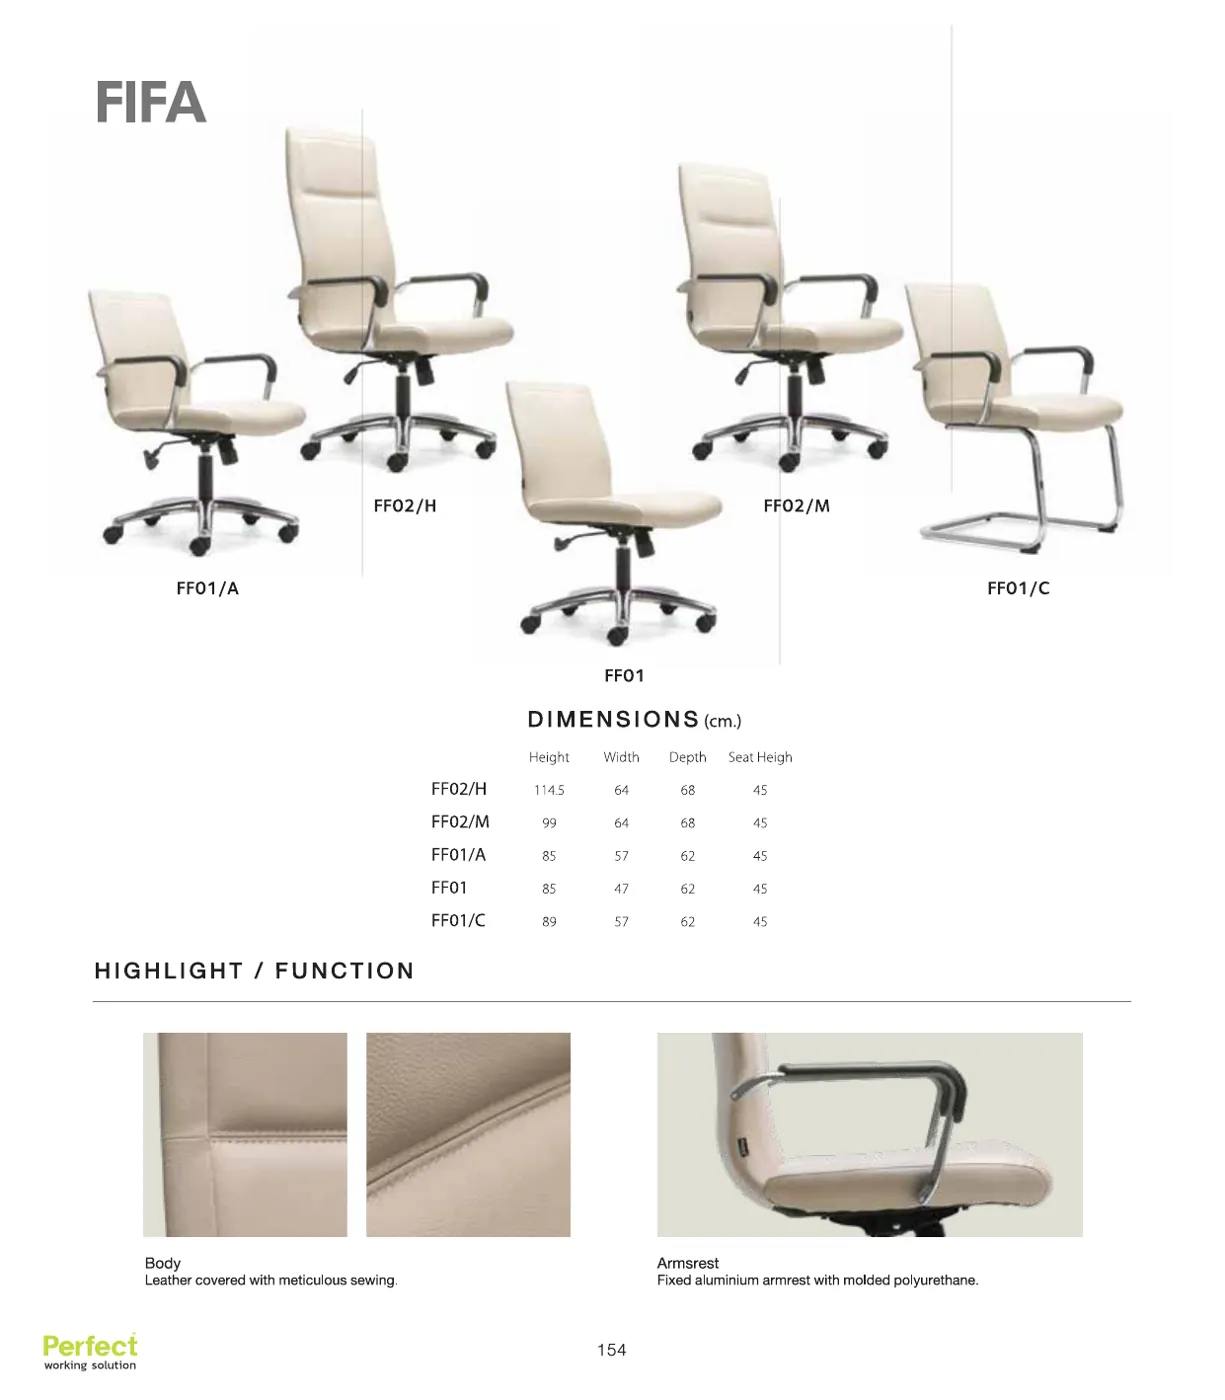 FIFA
FF02/H
FF02/M
FF01/A
FF01/C
FF01
DIMENSIONS (cm.)
Height Width Depth Seat Heigh
FF02/H 114.5 64 68 45
FF02/M 99 64 68 45
FF01/A 85 57 62 45
FF01 85 47 62 45
FF01/C 89 57 62 45
HIGHLIGHT / FUNCTION
Body
Leather covered with meticulous sewing.
Armsrest
Fixed aluminium armrest with molded polyurethane.
Perfect
working solution
154